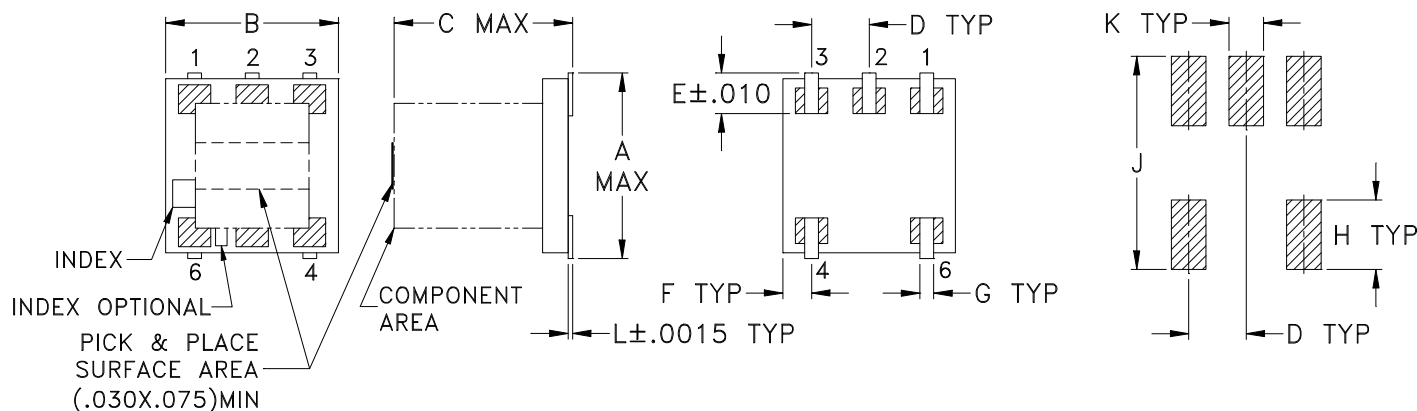 B
C MAX
D TYP
K TYP
1 2 3
3 2 1
E±.010
A
MAX
J
H TYP
INDEX
6 4
4 6
F TYP
G TYP
INDEX OPTIONAL
COMPONENT
AREA
L±.0015 TYP
D TYP
PICK & PLACE
SURFACE AREA
(.030X.075)MIN